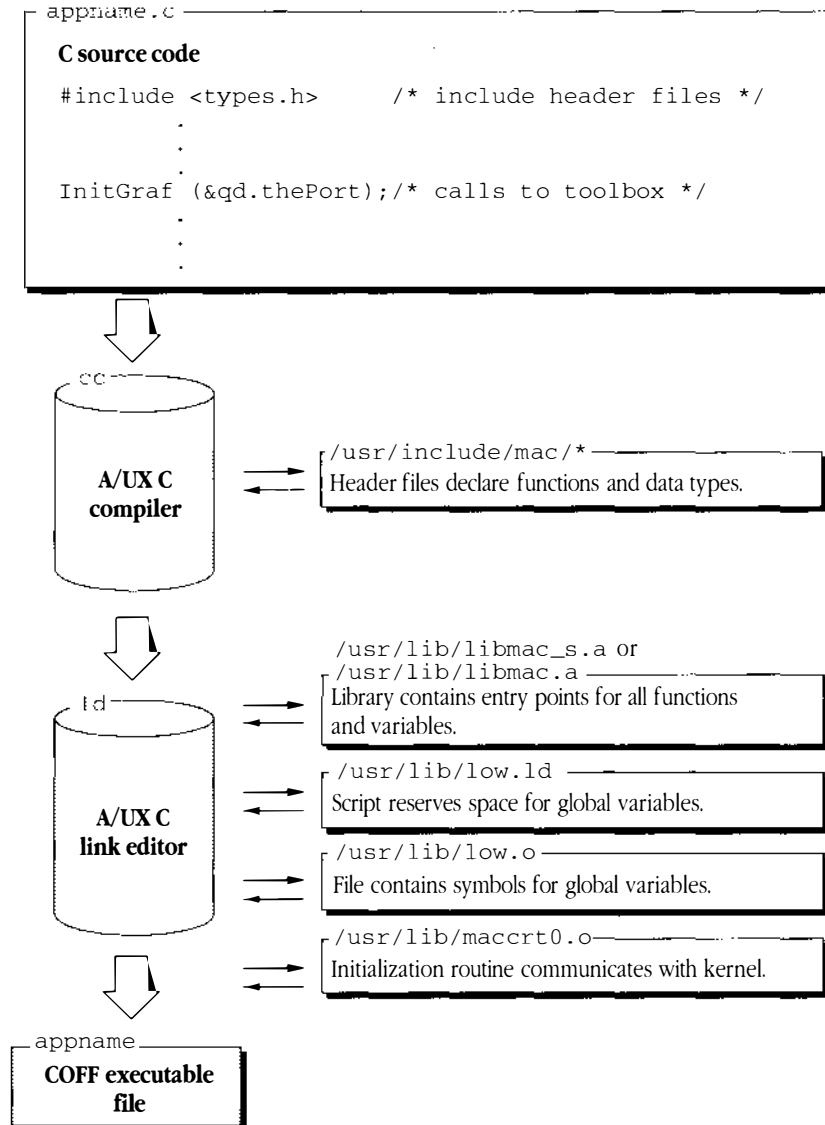 appname.c
C source code
#include <types.h> /* include header files */
.
.
.
InitGraf (&qd.thePort);/* calls to toolbox */
.
.
.
cc
A/UX C
compiler
/usr/include/mac/*
Header files declare functions and data types.
/usr/lib/libmac_s.a or
/usr/lib/libmac.a
Library contains entry points for all functions
and variables.
ld
A/UX C
link editor
/usr/lib/low.ld
Script reserves space for global variables.
/usr/lib/low.o
File contains symbols for global variables.
/usr/lib/maccrt0.o
Initialization routine communicates with kernel.
appname
COFF executable
file